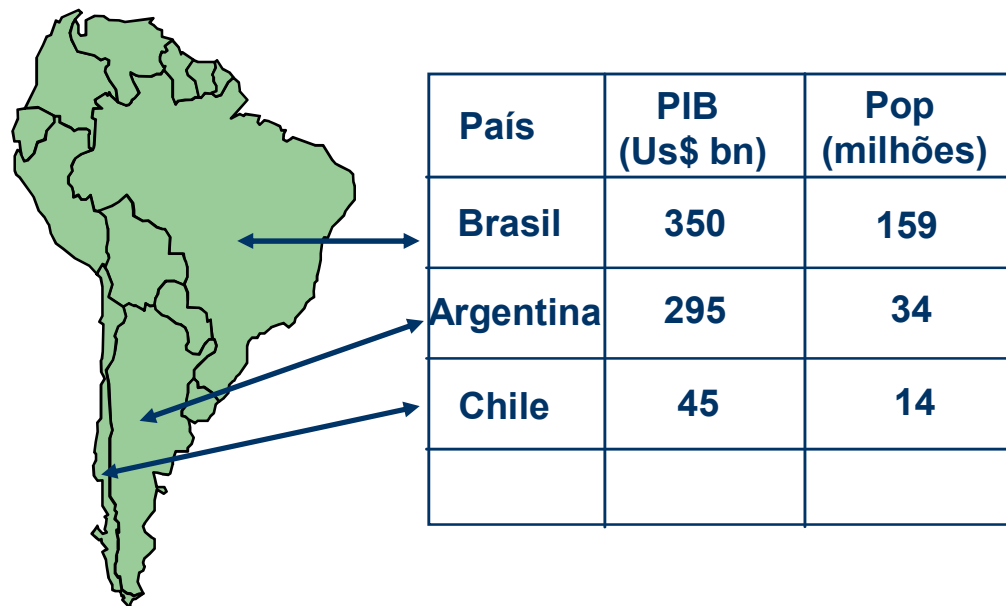 País PIB (Us$ bn) Pop (milhões)
Brasil 350 159
Argentina 295 34
Chile 45 14